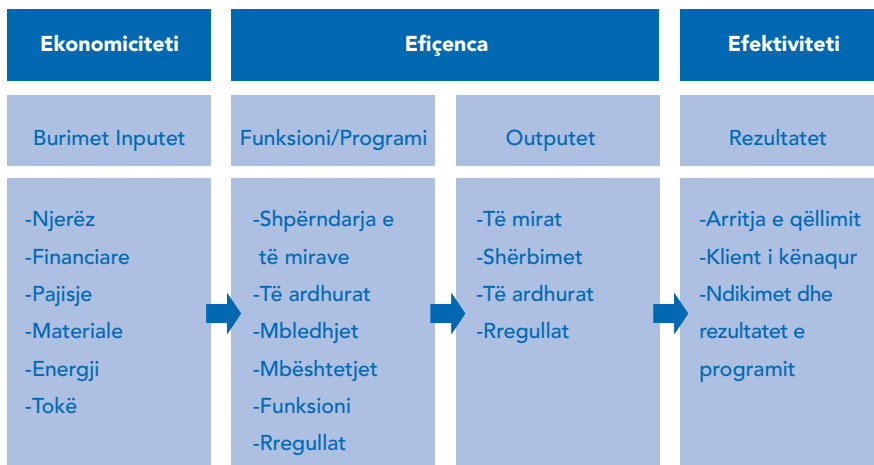 Ekonomiciteti
Efiçenca
Efektiviteti
Burimet Inputet
Funksioni/Programi
Outputet
Rezultatet
-Njerëz
-Financiare
-Pajisje
-Materiale
-Energji
-Tokë
-Shpërndarja e
të mirave
-Të ardhurat
-Mbledhjet
-Mbështetjet
-Funksioni
-Rregullat
-Të mirat
-Shërbimet
-Të ardhurat
-Rregullat
-Arritja e qëllimit
-Klient i kënaqur
-Ndikimet dhe
rezultatet e
programit